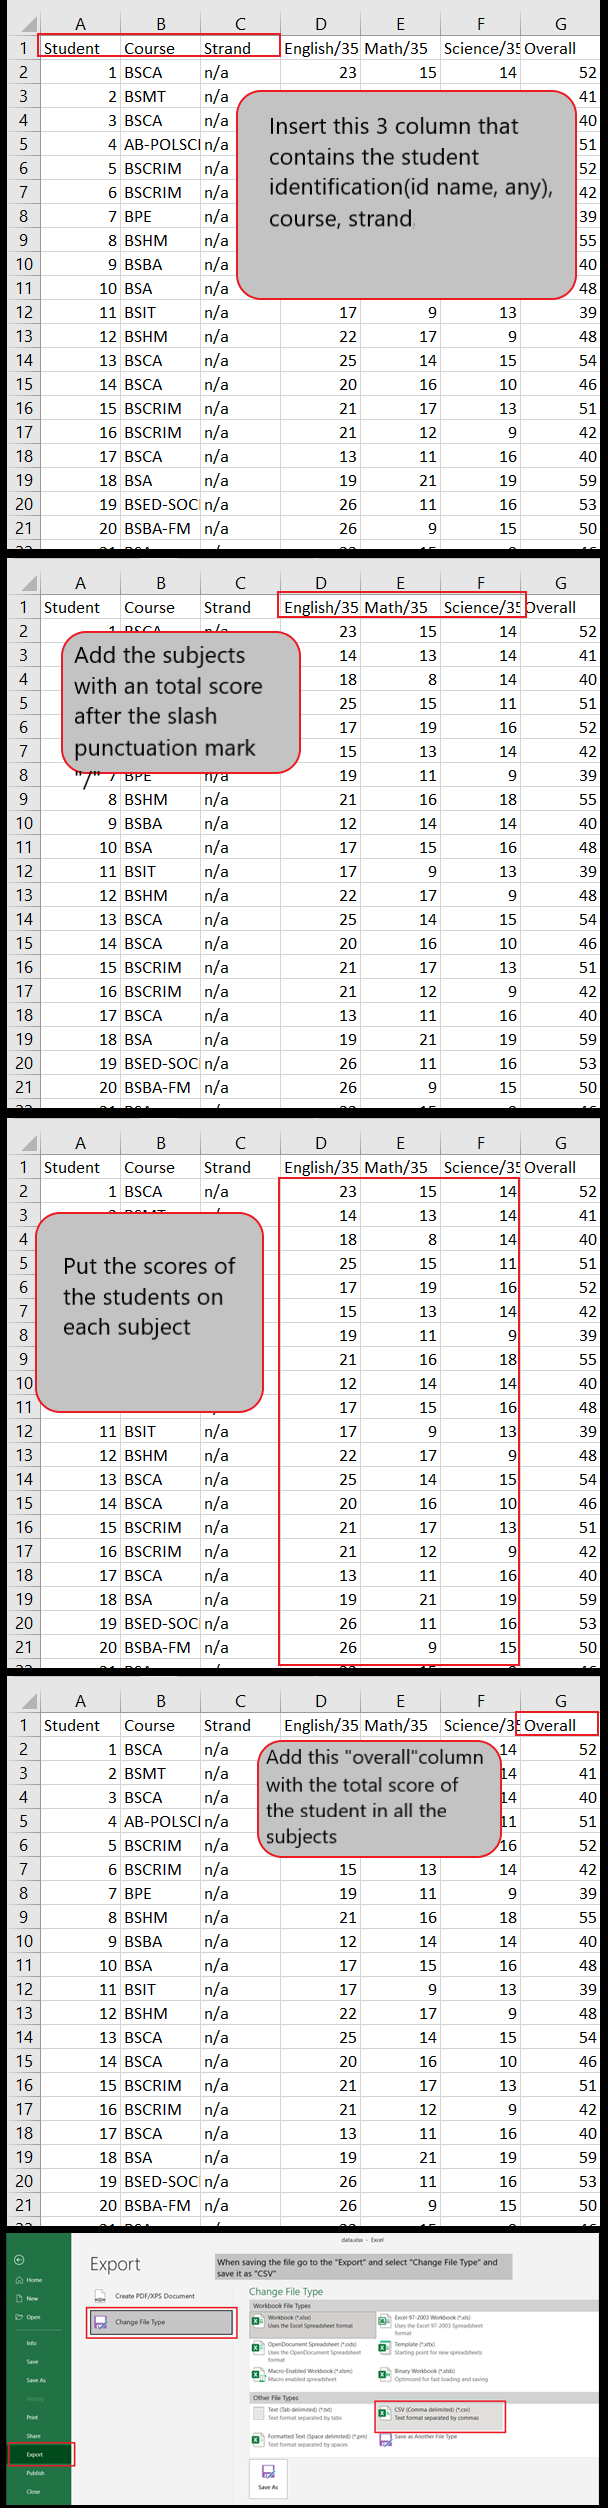 A B C D E F G
1 Student Course Strand English/35 Math/35 Science/35 Overall
2 1 BSCA n/a 23 15 14 52
3 2 BSMT n/a 41
4 3 BSCA n/a 40
5 4 AB-POLSCI n/a 51
6 5 BSCRIM n/a 52
7 6 BSCRIM n/a 42
8 7 BPE n/a 39
9 8 BSHM n/a 55
10 9 BSBA n/a 40
11 10 BSA n/a 48
Insert this 3 column that
contains the student
identification(id name, any),
course, strand
12 11 BSIT n/a 17 9 13 39
13 12 BSHM n/a 22 17 9 48
14 13 BSCA n/a 25 14 15 54
15 14 BSCA n/a 20 16 10 46
16 15 BSCRIM n/a 21 17 13 51
17 16 BSCRIM n/a 21 12 9 42
18 17 BSCA n/a 13 11 16 40
19 18 BSA n/a 19 21 19 59
20 19 BSED-SOC n/a 26 11 16 53
21 20 BSBA-FM n/a 26 9 15 50
A B C D E F G
1 Student Course Strand English/35 Math/35 Science/35 Overall
2 1 BSCA n/a 23 15 14 52
3 14 13 14 41
4 18 8 14 40
5 25 15 11 51
6 17 19 16 52
7 15 13 14 42
Add the subjects
with an total score
after the slash
punctuation mark
"/"
8 7 BPE n/a 19 11 9 39
9 8 BSHM n/a 21 16 18 55
10 9 BSBA n/a 12 14 14 40
11 10 BSA n/a 17 15 16 48
12 11 BSIT n/a 17 9 13 39
13 12 BSHM n/a 22 17 9 48
14 13 BSCA n/a 25 14 15 54
15 14 BSCA n/a 20 16 10 46
16 15 BSCRIM n/a 21 17 13 51
17 16 BSCRIM n/a 21 12 9 42
18 17 BSCA n/a 13 11 16 40
19 18 BSA n/a 19 21 19 59
20 19 BSED-SOC n/a 26 11 16 53
21 20 BSBA-FM n/a 26 9 15 50
A B C D E F G
1 Student Course Strand English/35 Math/35 Science/35 Overall
2 1 BSCA n/a 23 15 14 52
3 14 13 14 41
4 18 8 14 40
5 25 15 11 51
6 17 19 16 52
7 15 13 14 42
8 19 11 9 39
9 21 16 18 55
10 12 14 14 40
11 17 15 16 48
Put the scores of
the students on
each subject
12 11 BSIT n/a 17 9 13 39
13 12 BSHM n/a 22 17 9 48
14 13 BSCA n/a 25 14 15 54
15 14 BSCA n/a 20 16 10 46
16 15 BSCRIM n/a 21 17 13 51
17 16 BSCRIM n/a 21 12 9 42
18 17 BSCA n/a 13 11 16 40
19 18 BSA n/a 19 21 19 59
20 19 BSED-SOC n/a 26 11 16 53
21 20 BSBA-FM n/a 26 9 15 50
A B C D E F G
1 Student Course Strand English/35 Math/35 Science/35 Overall
2 1 BSCA n/a 14 52
3 2 BSMT n/a 14 41
4 3 BSCA n/a 14 40
5 4 AB-POLSCI n/a 11 51
6 5 BSCRIM n/a 16 52
Add this "overall"column
with the total score of
the student in all the
subjects
7 6 BSCRIM n/a 15 13 14 42
8 7 BPE n/a 19 11 9 39
9 8 BSHM n/a 21 16 18 55
10 9 BSBA n/a 12 14 14 40
11 10 BSA n/a 17 15 16 48
12 11 BSIT n/a 17 9 13 39
13 12 BSHM n/a 22 17 9 48
14 13 BSCA n/a 25 14 15 54
15 14 BSCA n/a 20 16 10 46
16 15 BSCRIM n/a 21 17 13 51
17 16 BSCRIM n/a 21 12 9 42
18 17 BSCA n/a 13 11 16 40
19 18 BSA n/a 19 21 19 59
20 19 BSED-SOC n/a 26 11 16 53
21 20 BSBA-FM n/a 26 9 15 50
data.xlsx - Excel
Home
New
Open
Info
Save
Save As
History
Print
Share
Export
Publish
Close
Export
When saving the file go to the "Export" and select "Change File Type" and
save it as "CSV"
Create PDF/XPS Document
Change File Type
Change File Type
Workbook File Types
Workbook (*.xlsx)
Uses the Excel Spreadsheet format
Excel 97-2003 Workbook (*.xls)
Uses the Excel 97-2003 Spreadsheet
format
OpenDocument Spreadsheet (*.ods)
Uses the OpenDocument Spreadsheet
format
Template (*.xltx)
Starting point for new spreadsheets
Macro-Enabled Workbook (*.xlsm)
Macro enabled spreadsheet
Binary Workbook (*.xlsb)
Optimized for fast loading and saving
Other File Types
Text (Tab delimited) (*.txt)
Text format separated by tabs
CSV (Comma delimited) (*.csv)
Text format separated by commas
Formatted Text (Space delimited) (*.prn)
Text format separated by spaces
Save as Another File Type
Save As